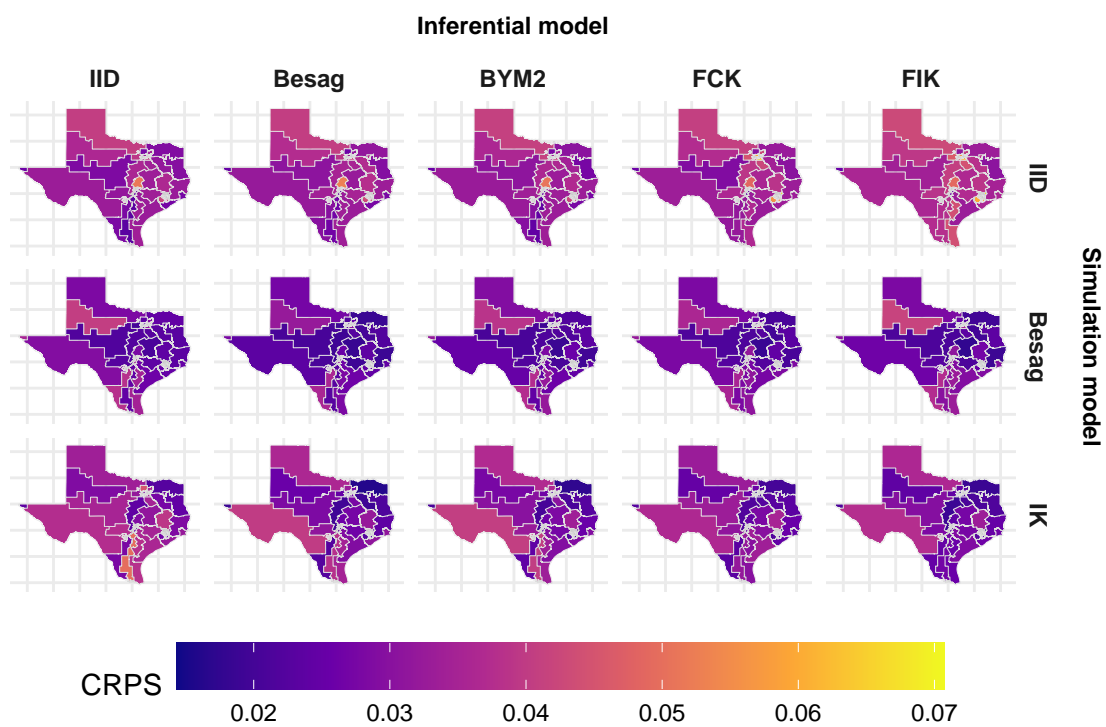 Inferential model
IID Besag BYM2 FCK FIK
IID
Besag
IK
Simulation model
CRPS
0.02 0.03 0.04 0.05 0.06 0.07